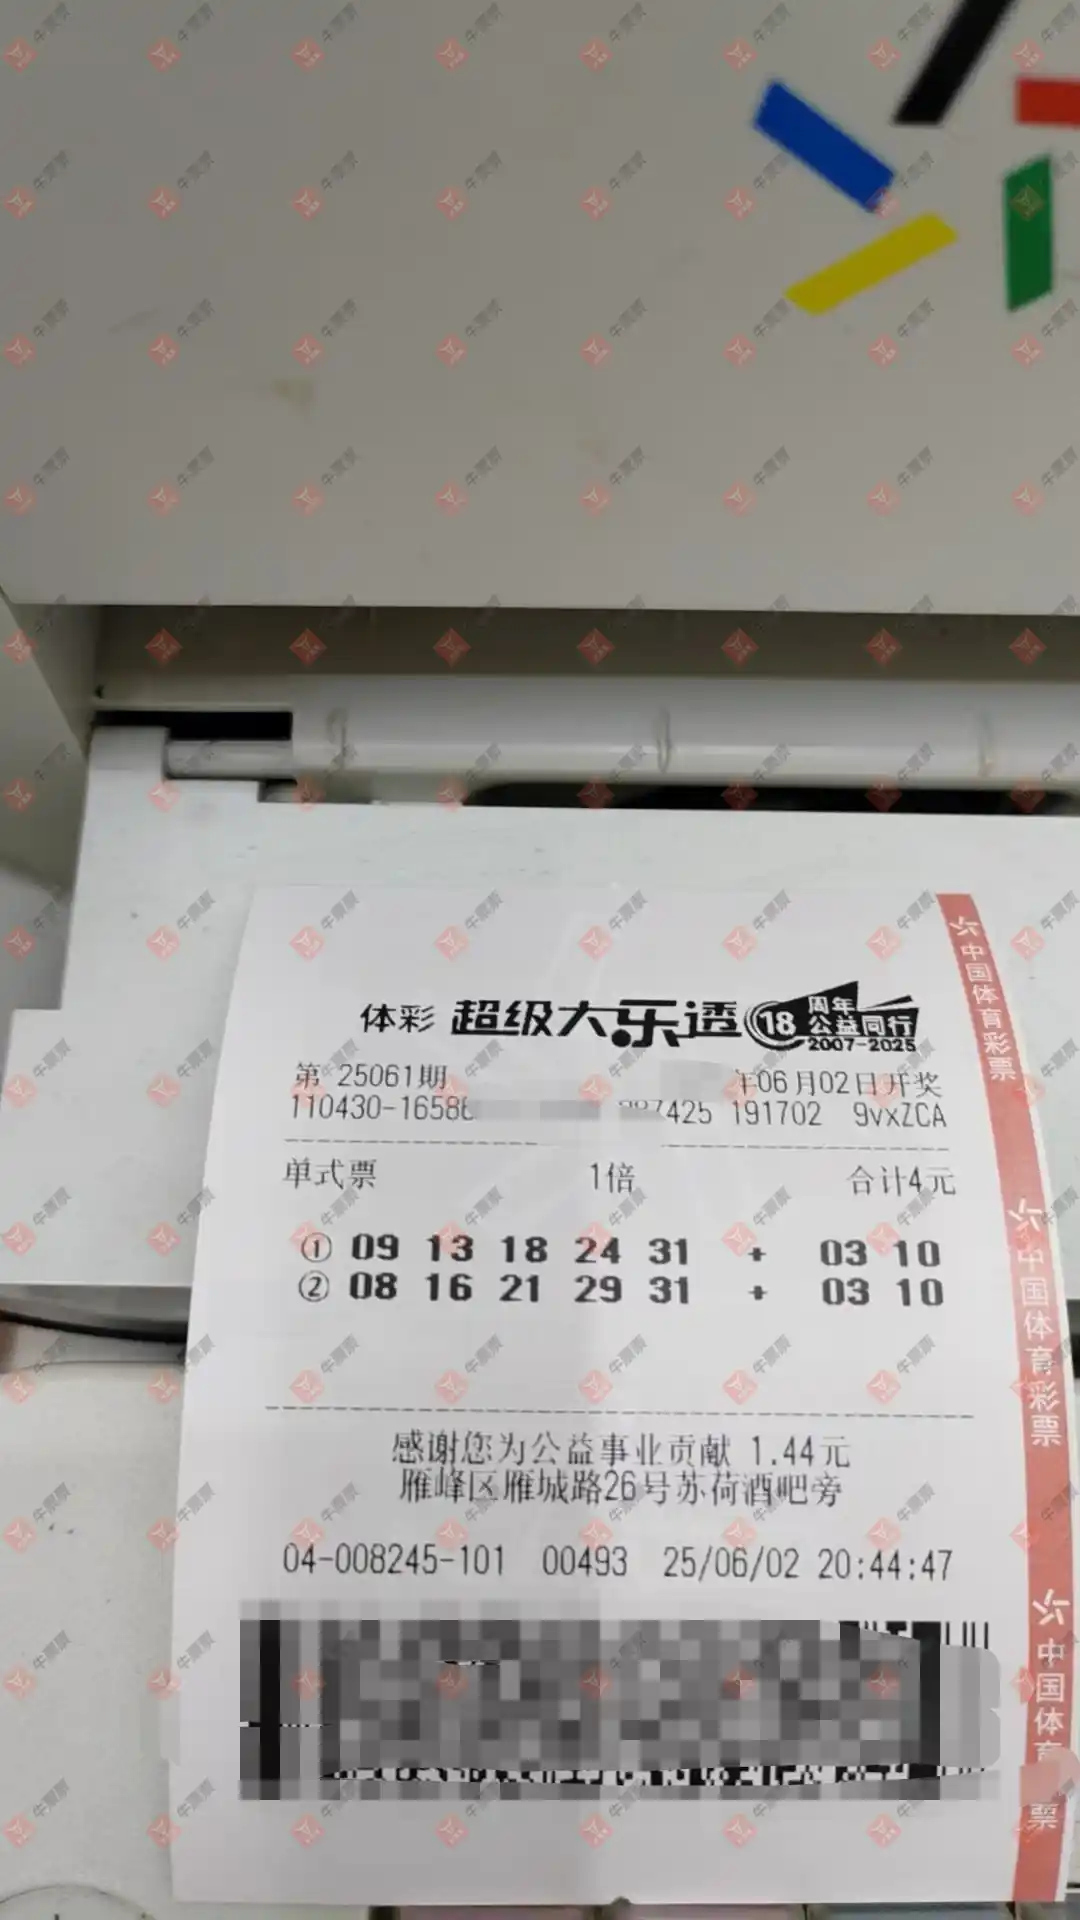 体彩 超级大乐透 18 周年 公益同行 2007-2025
第 25061期 年06月02日开奖
110430-1658 7425 191702 9vxZCA
单式票 1倍 合计4元
① 09 13 18 24 31 + 03 10
② 08 16 21 29 31 + 03 10
感谢您为公益事业贡献 1.44元
雁峰区雁城路26号苏荷酒吧旁
04-008245-101 00493 25/06/02 20:44:47
中国体育彩票
中国体育彩票
中国体育票
牛票票